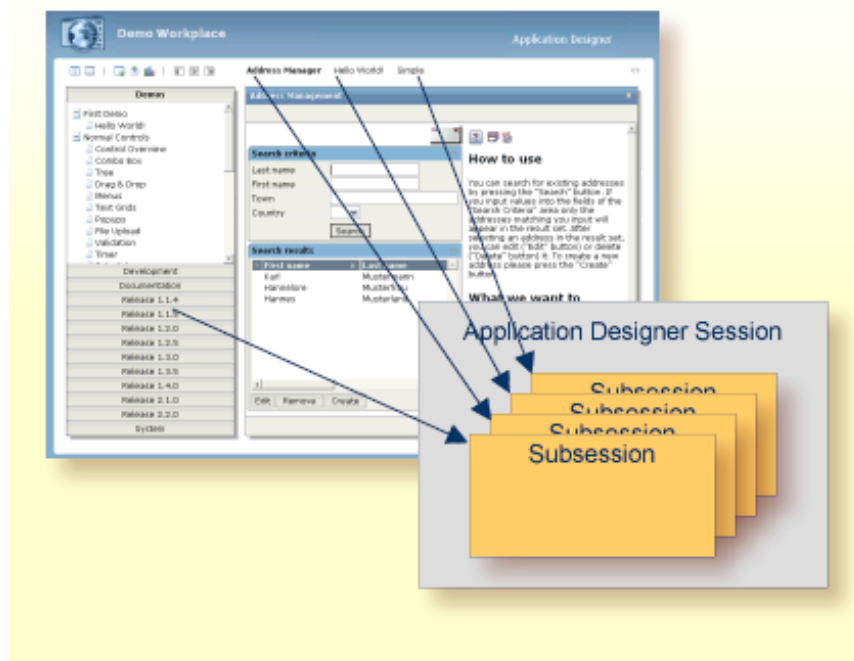 Demo Workplace
Application Designer
Address Manager Hello World! Simple
Demos
First Demo
Hello World!
Normal Controls
Control Overview
Combo Box
Tree
Drag & Drop
Menus
Text Grids
Popups
File Upload
Validation
Timer
Development
Documentation
Release 1.1.4
Release 1.1.5
Release 1.2.0
Release 1.2.5
Release 1.3.0
Release 1.3.5
Release 1.4.0
Release 2.1.0
Release 2.2.0
System
Address Management
Search criteria
Last name
First name
Town
Country
Search
Search results
First name Last name
Karl Mustermann
Hannelore Musterfrau
Hannes Musterland
Edit Remove Create
How to use
You can search for existing addresses
by pressing the "Search" button. If
you input values into the fields of the
"Search Criteria" area only the
addresses matching you input will
appear in the result set. After
selecting an address in the result set,
you can edit ("Edit" button) or delete
("Delete" button) it. To create a new
address please press the "Create"
button.
What we want to
Application Designer Session
Subsession
Subsession
Subsession
Subsession